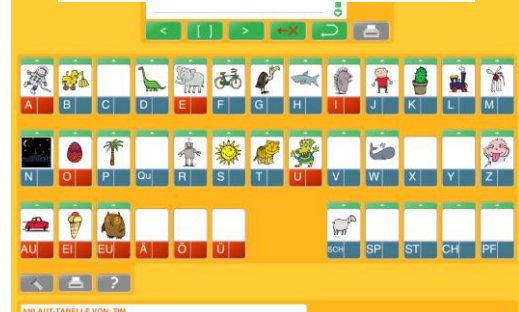 < [ ] > ←X
A B C D E F G H I J K L M
N O P Qu R S T U V W X Y Z
AU EI EU Ä Ö Ü SCH SP ST CH PF
?
ANLAUT-TABELLE VON: TIM